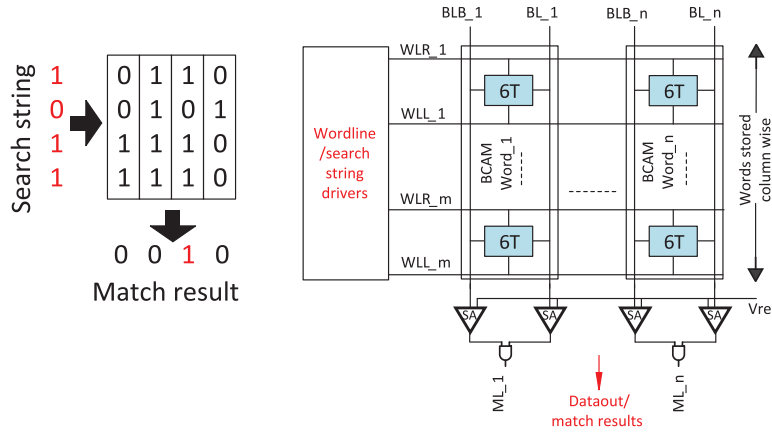 Search string
1
0
1
1
0 1 1 0
0 1 0 1
1 1 1 0
1 1 1 0
0 0 1 0
Match result
BLB_1 BL_1 BLB_n BL_n
WLR_1
6T 6T
WLL_1
Wordline
/search
string
drivers
BCAM
Word_1
BCAM
Word_n
WLR_m
6T 6T
WLL_m
Words stored
column wise
SA SA SA SA
Vre
ML_1 ML_n
Dataout/
match results